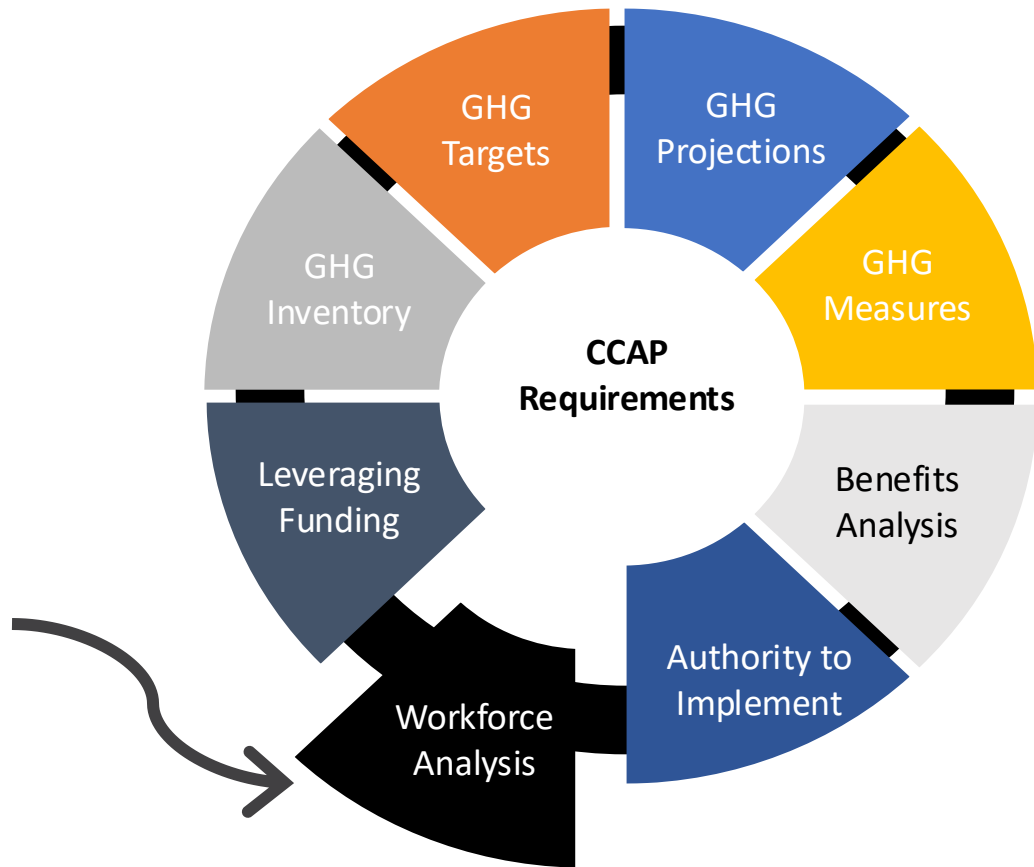 GHG
Targets
GHG
Projections
GHG
Inventory
GHG
Measures
CCAP
Requirements
Leveraging
Funding
Benefits
Analysis
Authority to
Implement
Workforce
Analysis